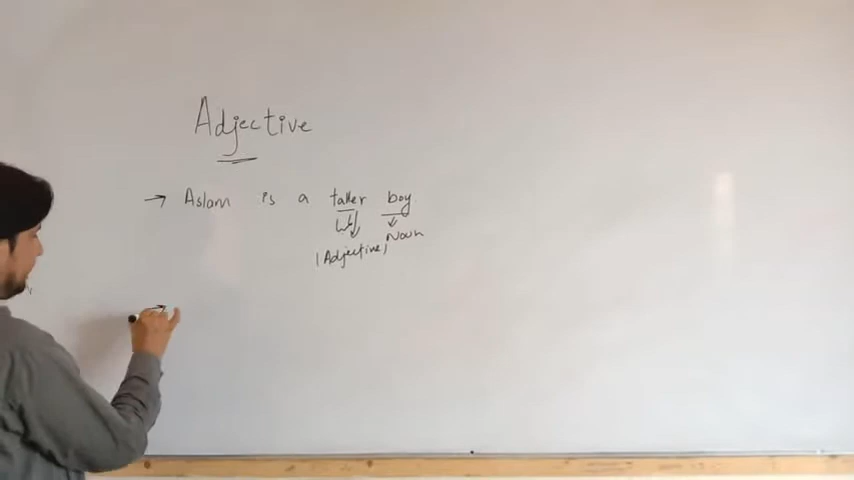 Adjective
→ Aslam is a taller boy
Noun
(Adjective)